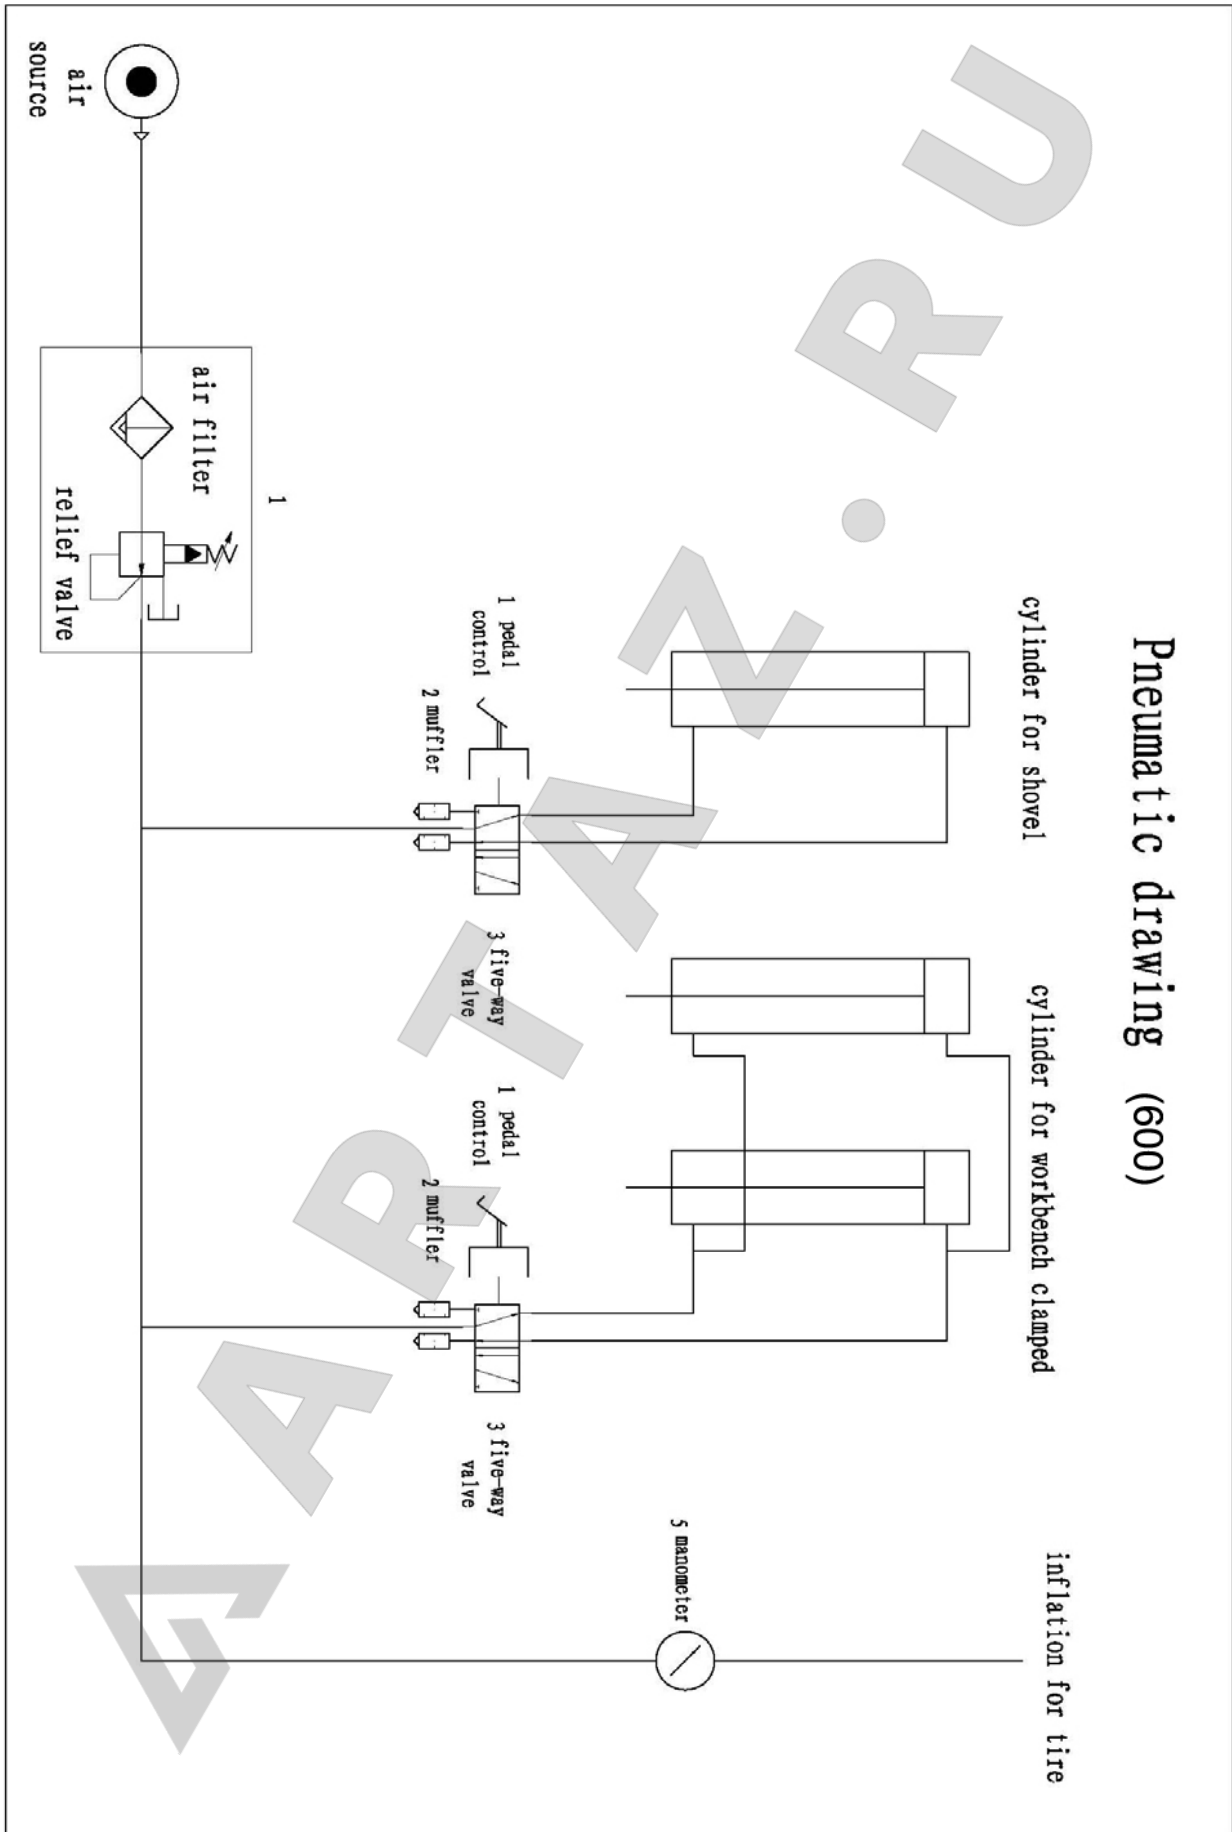 Pneumatic drawing (600)
cylinder for shovel
cylinder for workbench clamped
inflation for tire
5 manometer
1 pedal
control
2 muffler
3 five-way
valve
1 pedal
control
2 muffler
3 five-way
valve
1
air filter
relief valve
air
source
ARTAZ.RU